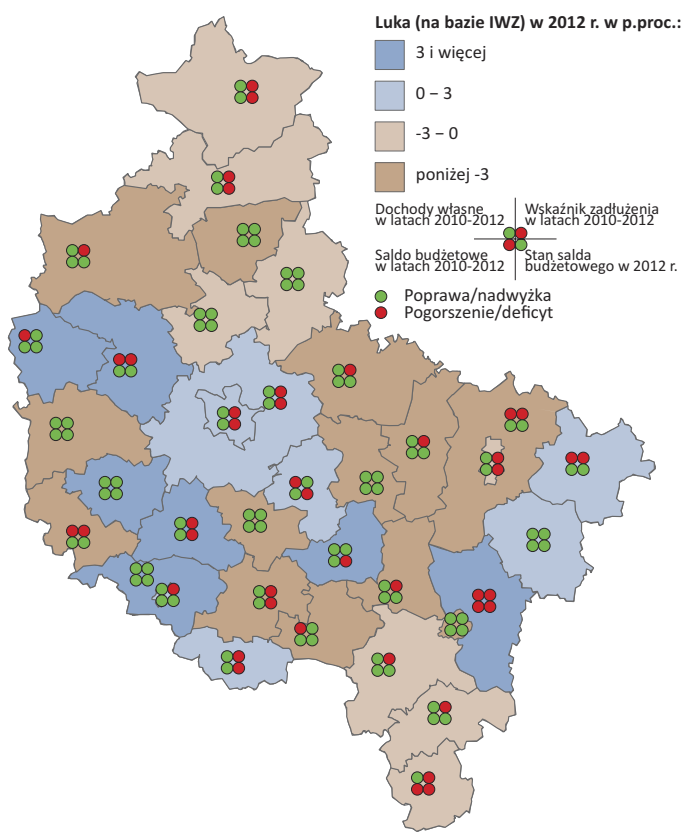 Luka (na bazie IWZ) w 2012 r. w p.proc.:
3 i więcej
0 – 3
-3 – 0
poniżej -3
Dochody własne
w latach 2010-2012
Wskaźnik zadłużenia
w latach 2010-2012
Saldo budżetowe
w latach 2010-2012
Stan salda
budżetowego w 2012 r.
Poprawa/nadwyżka
Pogorszenie/deficyt